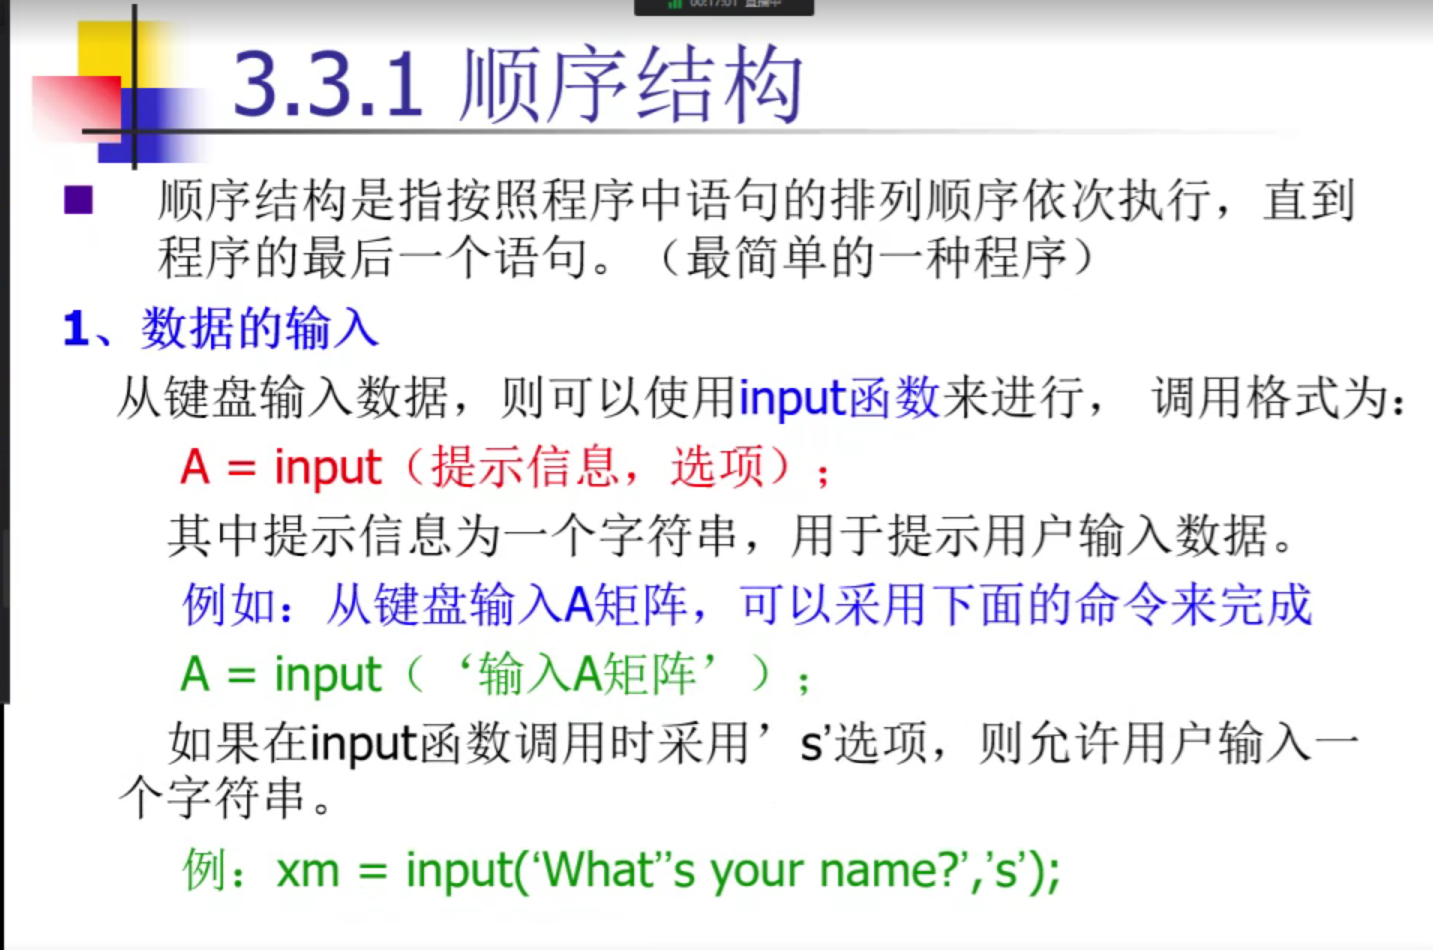 00:17:01 直播中
3.3.1 顺序结构
顺序结构是指按照程序中语句的排列顺序依次执行，直到
程序的最后一个语句。（最简单的一种程序）
1、数据的输入
从键盘输入数据，则可以使用input函数来进行， 调用格式为：
A = input（提示信息，选项）；
其中提示信息为一个字符串，用于提示用户输入数据。
例如：从键盘输入A矩阵，可以采用下面的命令来完成
A = input（‘输入A矩阵’）；
如果在input函数调用时采用’s’选项，则允许用户输入一
个字符串。
例：xm = input(‘What’’s your name?’,’s’);